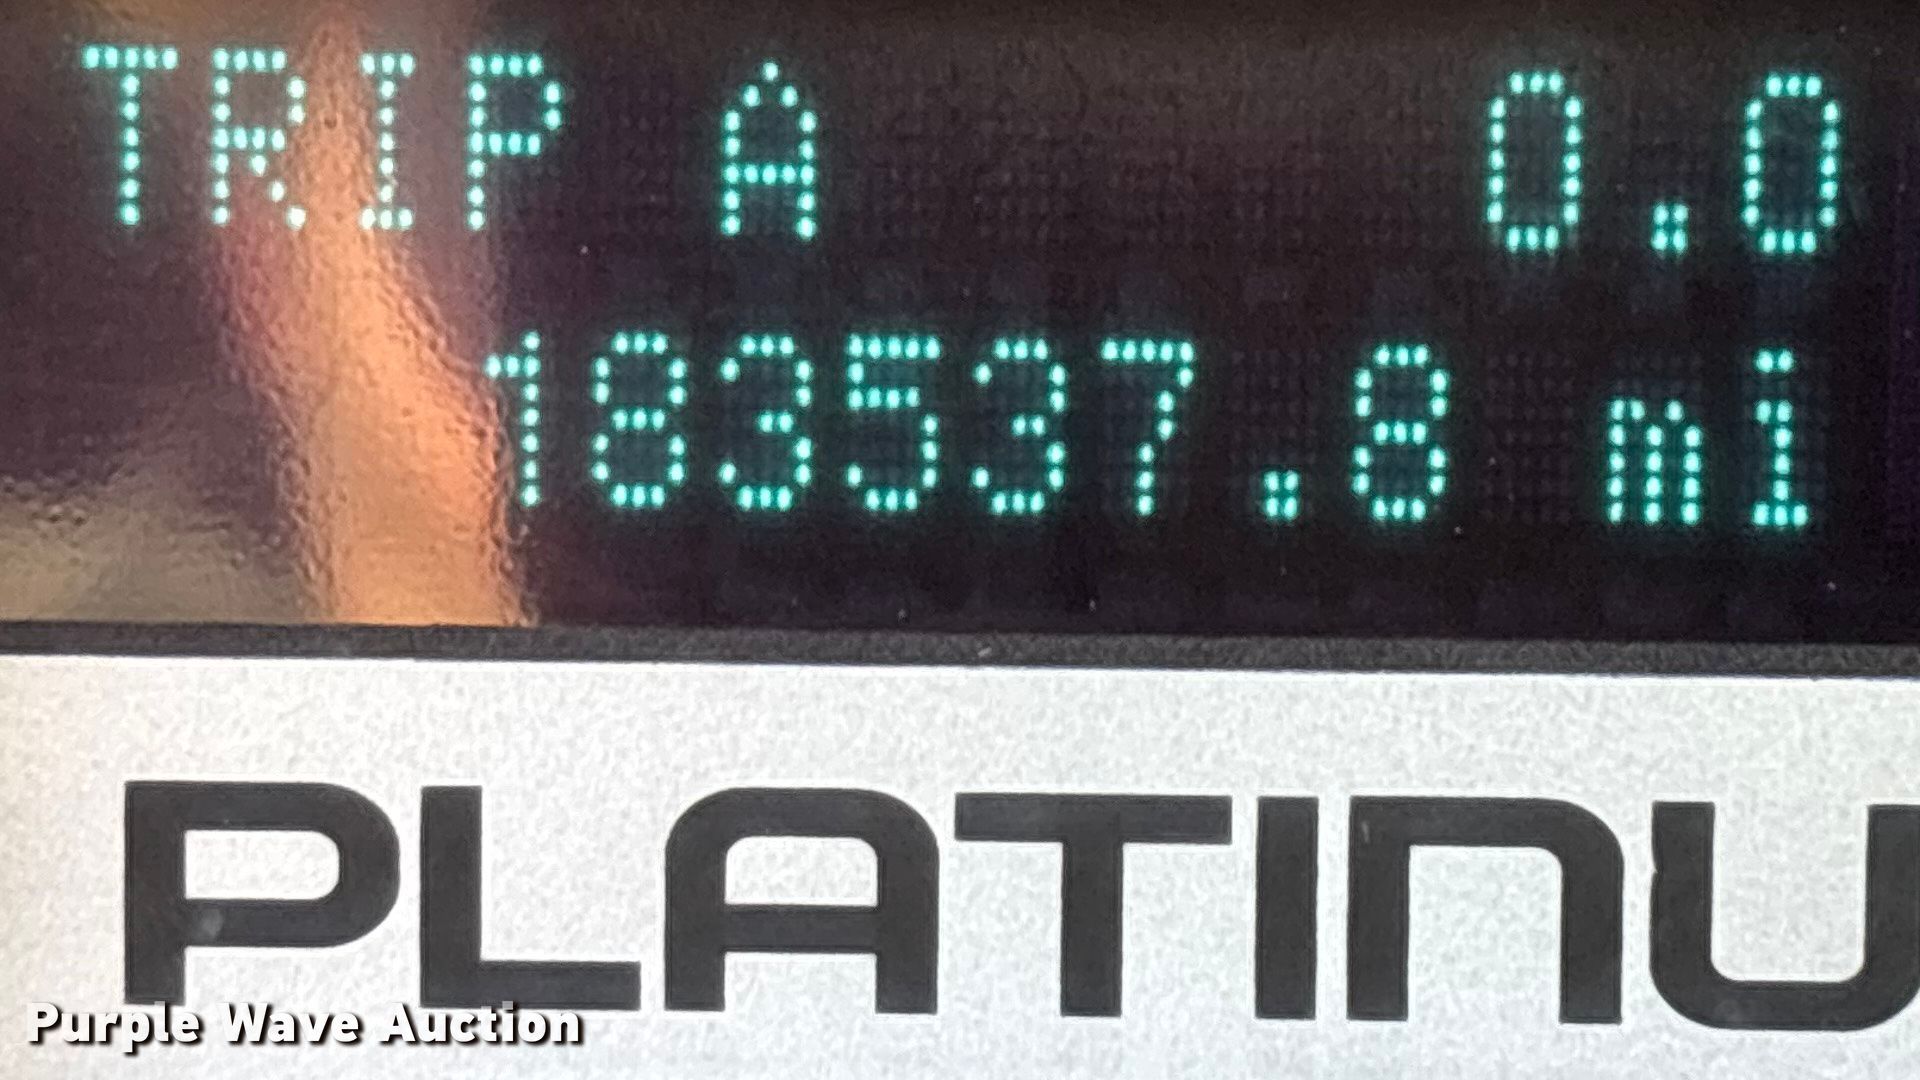 TRIP A 0.0
183537.8 mi
PLATINU
Purple Wave Auction